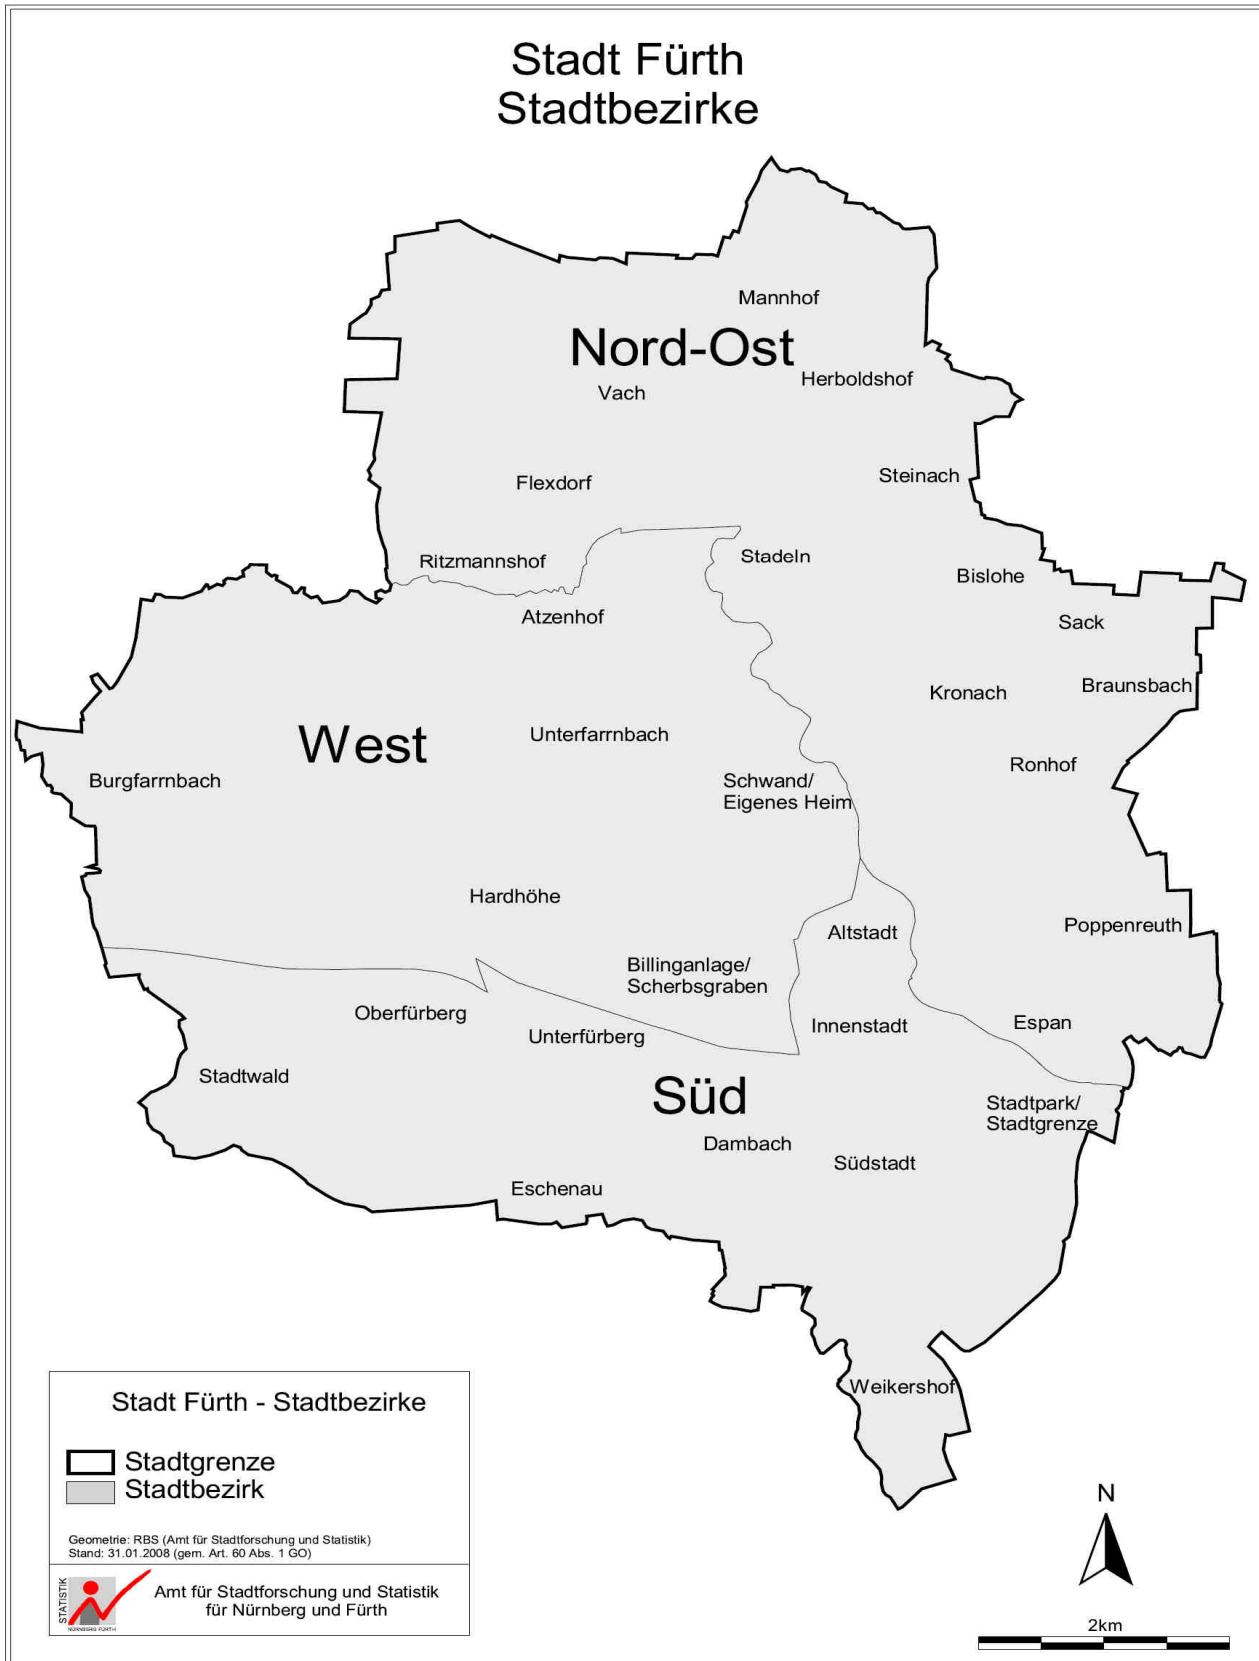 Stadt Fürth
Stadtbezirke
Mannhof
Nord-Ost
Herboldshof
Vach
Steinach
Flexdorf
Stadeln
Ritzmannshof
Bislohe
Atzenhof
Sack
Braunsbach
Kronach
Unterfarrnbach
West
Ronhof
Burgfarrnbach
Schwand/
Eigenes Heim
Hardhöhe
Poppenreuth
Altstadt
Billinganlage/
Scherbsgraben
Oberfürberg
Espan
Innenstadt
Unterfürberg
Stadtwald
Süd
Stadtpark/
Stadtgrenze
Dambach
Südstadt
Eschenau
Weikershof
Stadt Fürth - Stadtbezirke
Stadtgrenze
Stadtbezirk
Geometrie: RBS (Amt für Stadtforschung und Statistik)
Stand: 31.01.2008 (gem. Art. 60 Abs. 1 GO)
STATISTIK
NÜRNBERG FÜRTH
Amt für Stadtforschung und Statistik
für Nürnberg und Fürth
N
2km